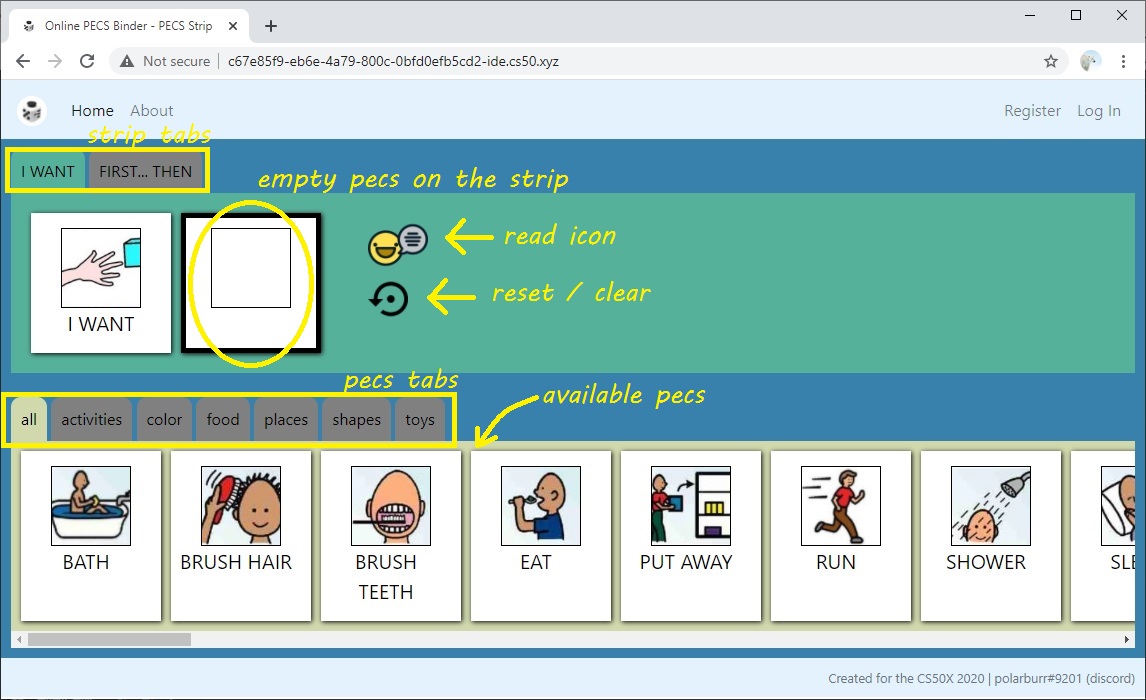 Online PECS Binder - PECS Strip
Not secure | c67e85f9-eb6e-4a79-800c-0bfd0efb5cd2-ide.cs50.xyz
Home About Register Log In
strip tabs
I WANT FIRST... THEN
empty pecs on the strip
read icon
reset / clear
I WANT
pecs tabs
available pecs
all activities color food places shapes toys
BATH BRUSH HAIR BRUSH TEETH EAT PUT AWAY RUN SHOWER SLE
Created for the CS50X 2020 | polarburr#9201 (discord)